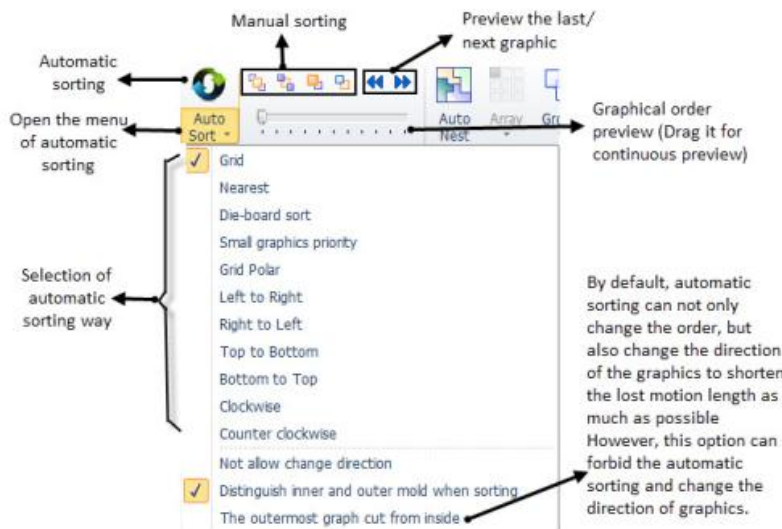 Manual sorting
Preview the last/
next graphic
Automatic
sorting
Open the menu
of automatic
sorting
Auto
Sort
Auto
Nest
Array
Gro
Graphical order
preview (Drag it for
continuous preview)
Grid
Nearest
Die-board sort
Small graphics priority
Grid Polar
Left to Right
Right to Left
Top to Bottom
Bottom to Top
Clockwise
Counter clockwise
Not allow change direction
Distinguish inner and outer mold when sorting
The outermost graph cut from inside
Selection of
automatic
sorting way
By default, automatic
sorting can not only
change the order, but
also change the direction
of the graphics to shorten
the lost motion length as
much as possible
However, this option can
forbid the automatic
sorting and change the
direction of graphics.